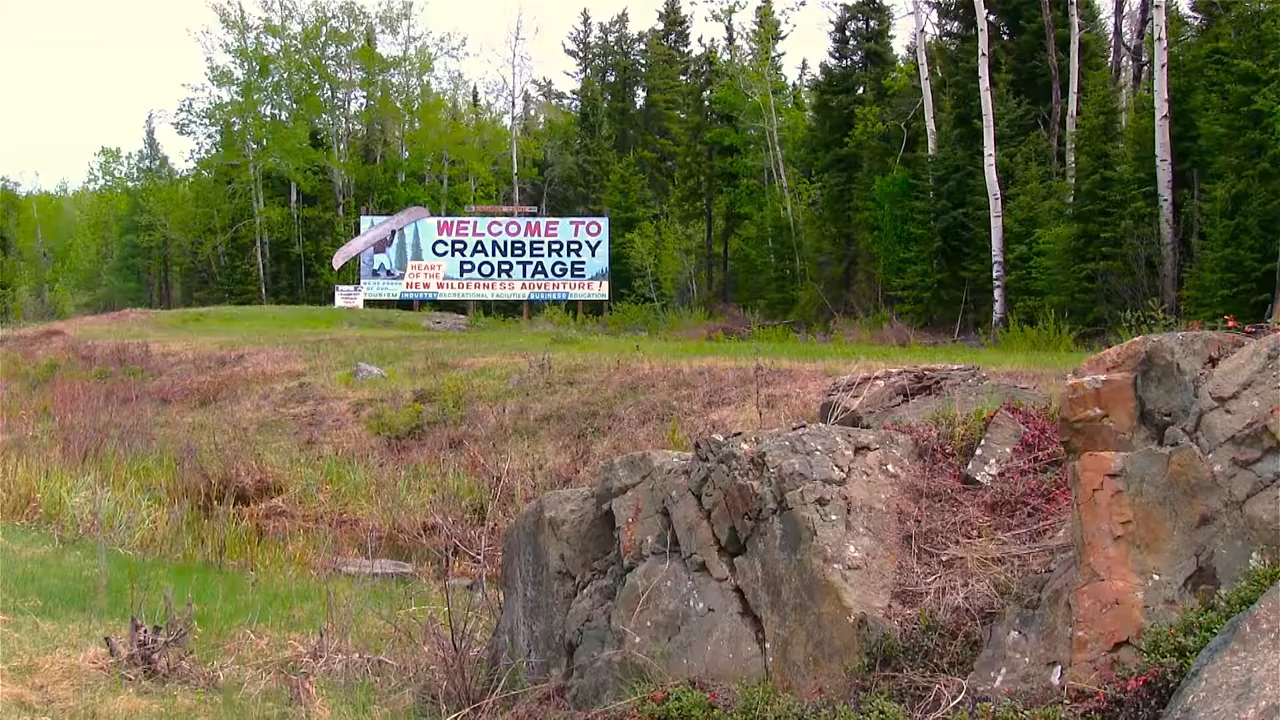 WELCOME TO
CRANBERRY
PORTAGE
HEART
OF THE
NEW WILDERNESS ADVENTURE!
TOURISM INDUSTRY RECREATIONAL FACILITIES BUSINESS EDUCATION